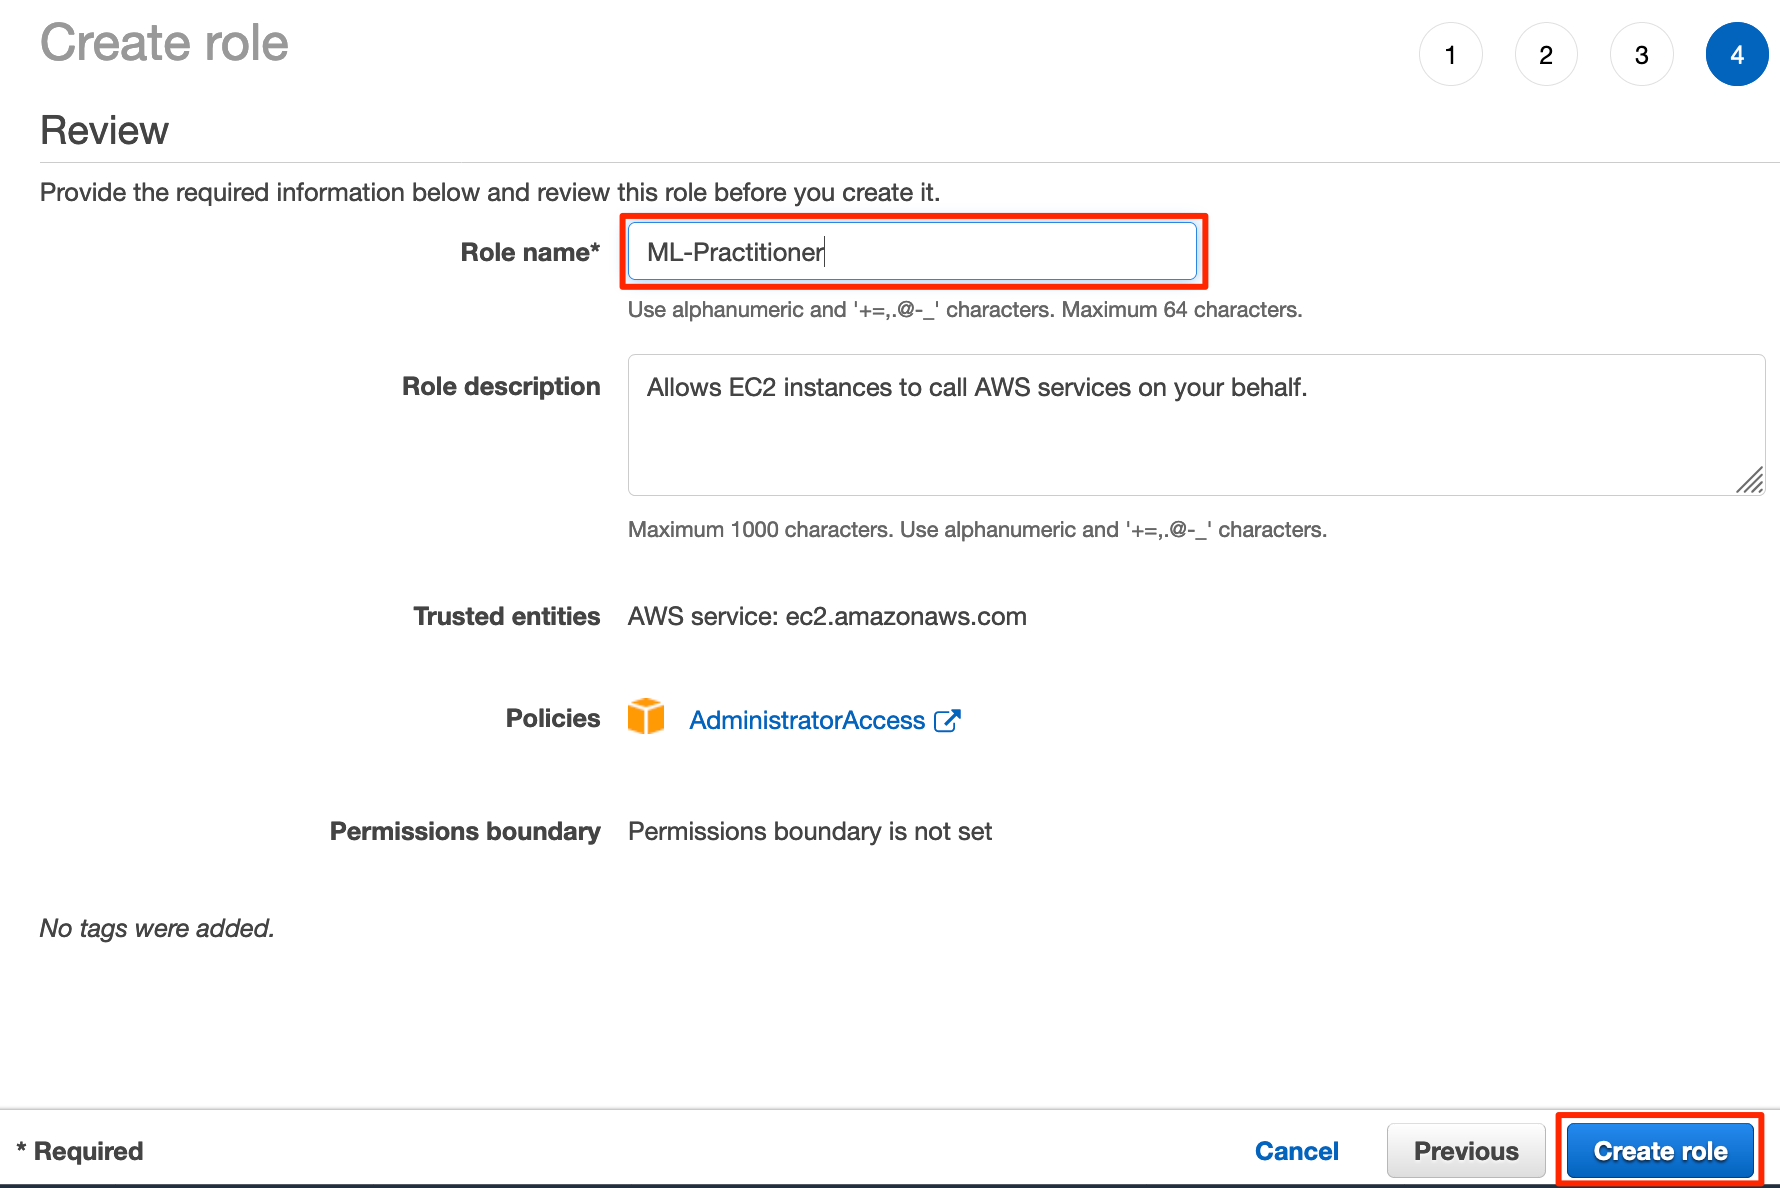 Create role
1 2 3 4
Review
Provide the required information below and review this role before you create it.
Role name* ML-Practitioner
Use alphanumeric and '+=,.@-_' characters. Maximum 64 characters.
Role description Allows EC2 instances to call AWS services on your behalf.
Maximum 1000 characters. Use alphanumeric and '+=,.@-_' characters.
Trusted entities AWS service: ec2.amazonaws.com
Policies AdministratorAccess
Permissions boundary Permissions boundary is not set
No tags were added.
* Required Cancel Previous Create role